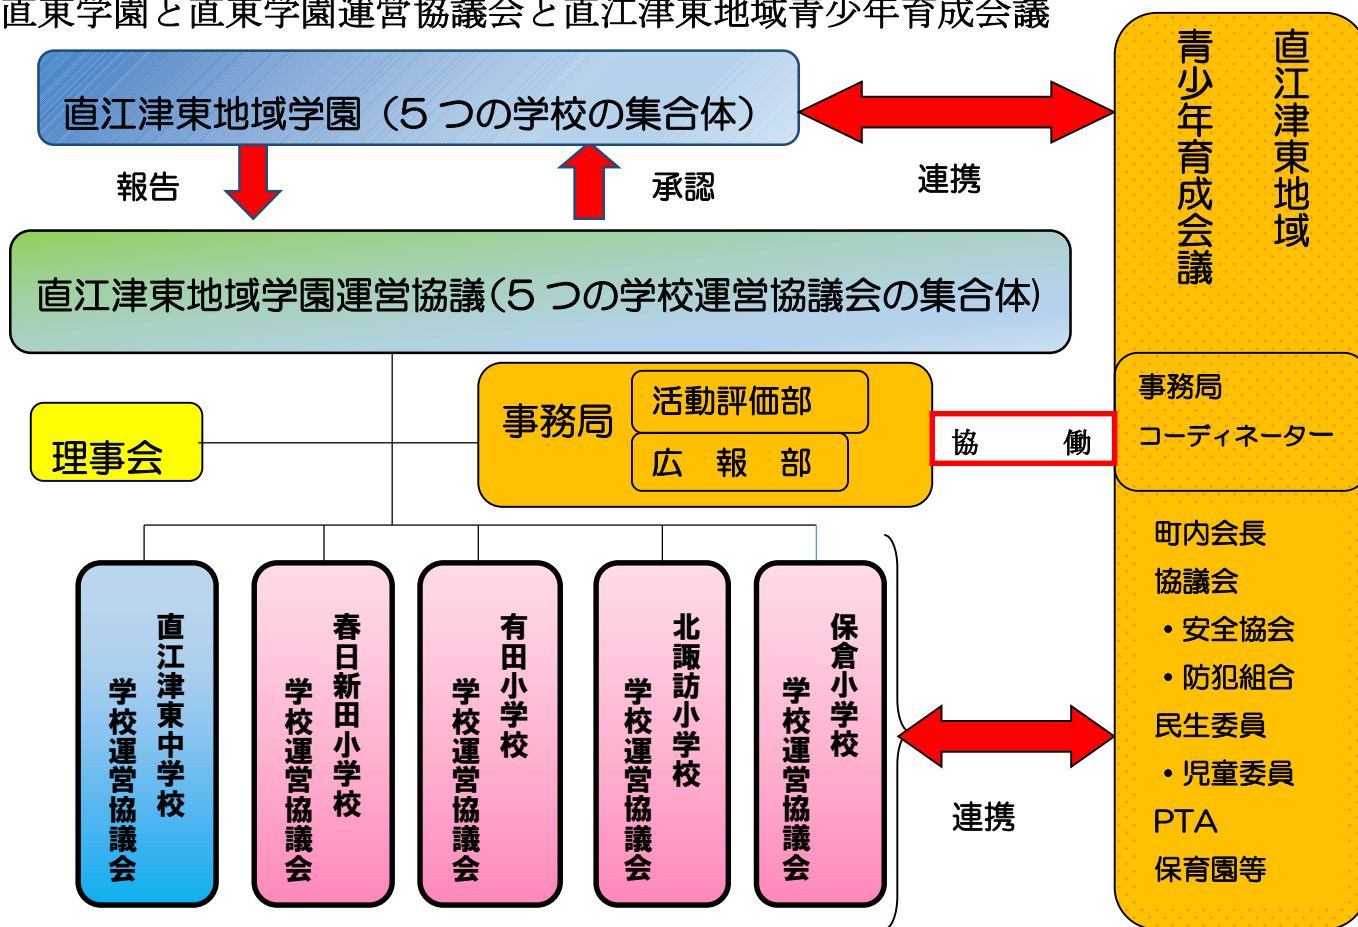 直東学園と直東学園運営協議会と直江津東地域青少年育成会議
直江津東地域学園（５つの学校の集合体）
報告
承認
連携
直江津東地域学園運営協議(５つの学校運営協議会の集合体)
理事会
事務局
活動評価部
広　報　部
協　　　働
直江津東地域
青少年育成会議
事務局
コーディネーター
町内会長
協議会
・安全協会
・防犯組合
民生委員
・児童委員
PTA
保育園等
直江津東中学校
学校運営協議会
春日新田小学校
学校運営協議会
有田小学校
学校運営協議会
北諏訪小学校
学校運営協議会
保倉小学校
学校運営協議会
連携